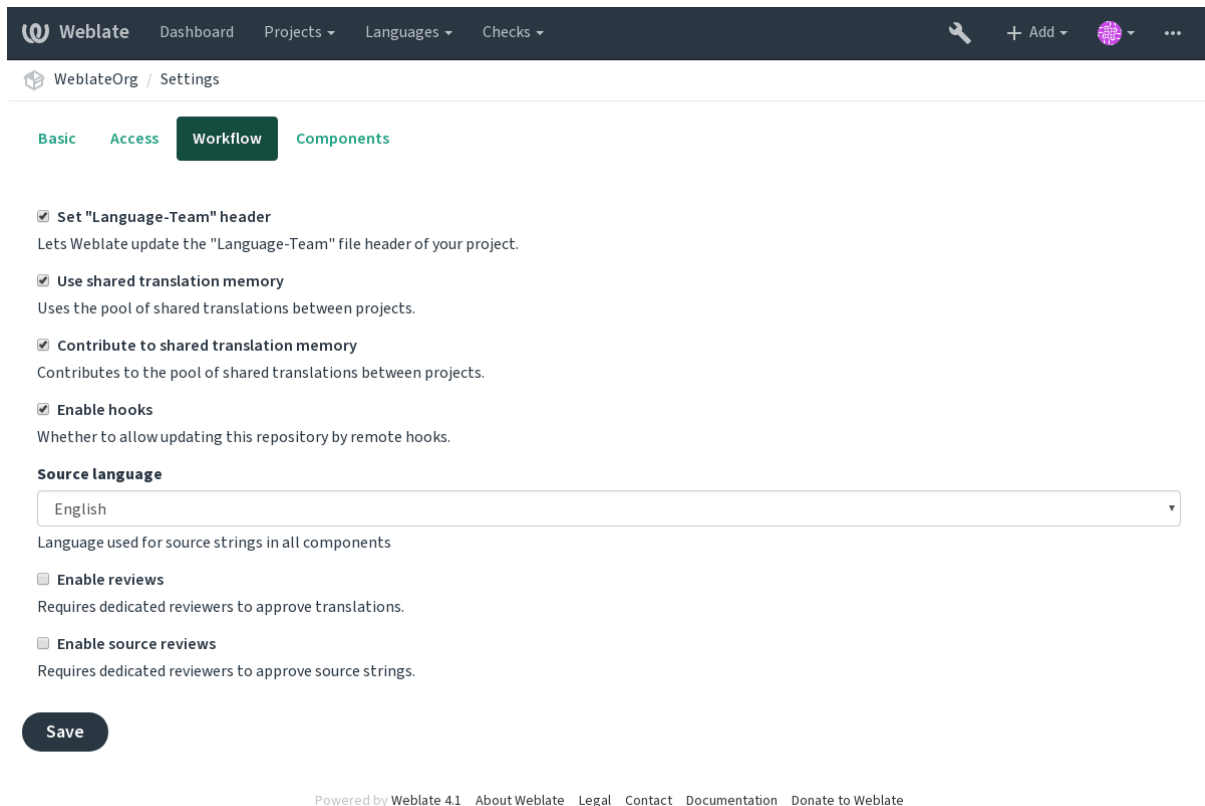 Weblate Dashboard Projects Languages Checks + Add ...
WeblateOrg / Settings
Basic Access Workflow Components
Set "Language-Team" header
Lets Weblate update the "Language-Team" file header of your project.
Use shared translation memory
Uses the pool of shared translations between projects.
Contribute to shared translation memory
Contributes to the pool of shared translations between projects.
Enable hooks
Whether to allow updating this repository by remote hooks.
Source language
English
Language used for source strings in all components
Enable reviews
Requires dedicated reviewers to approve translations.
Enable source reviews
Requires dedicated reviewers to approve source strings.
Save
Powered by Weblate 4.1 About Weblate Legal Contact Documentation Donate to Weblate